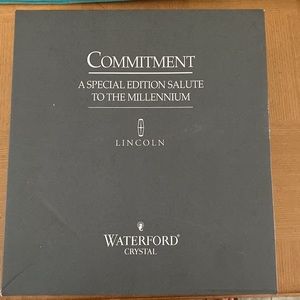 COMMITMENT
A SPECIAL EDITION SALUTE
TO THE MILLENNIUM
LINCOLN
WATERFORD®
CRYSTAL